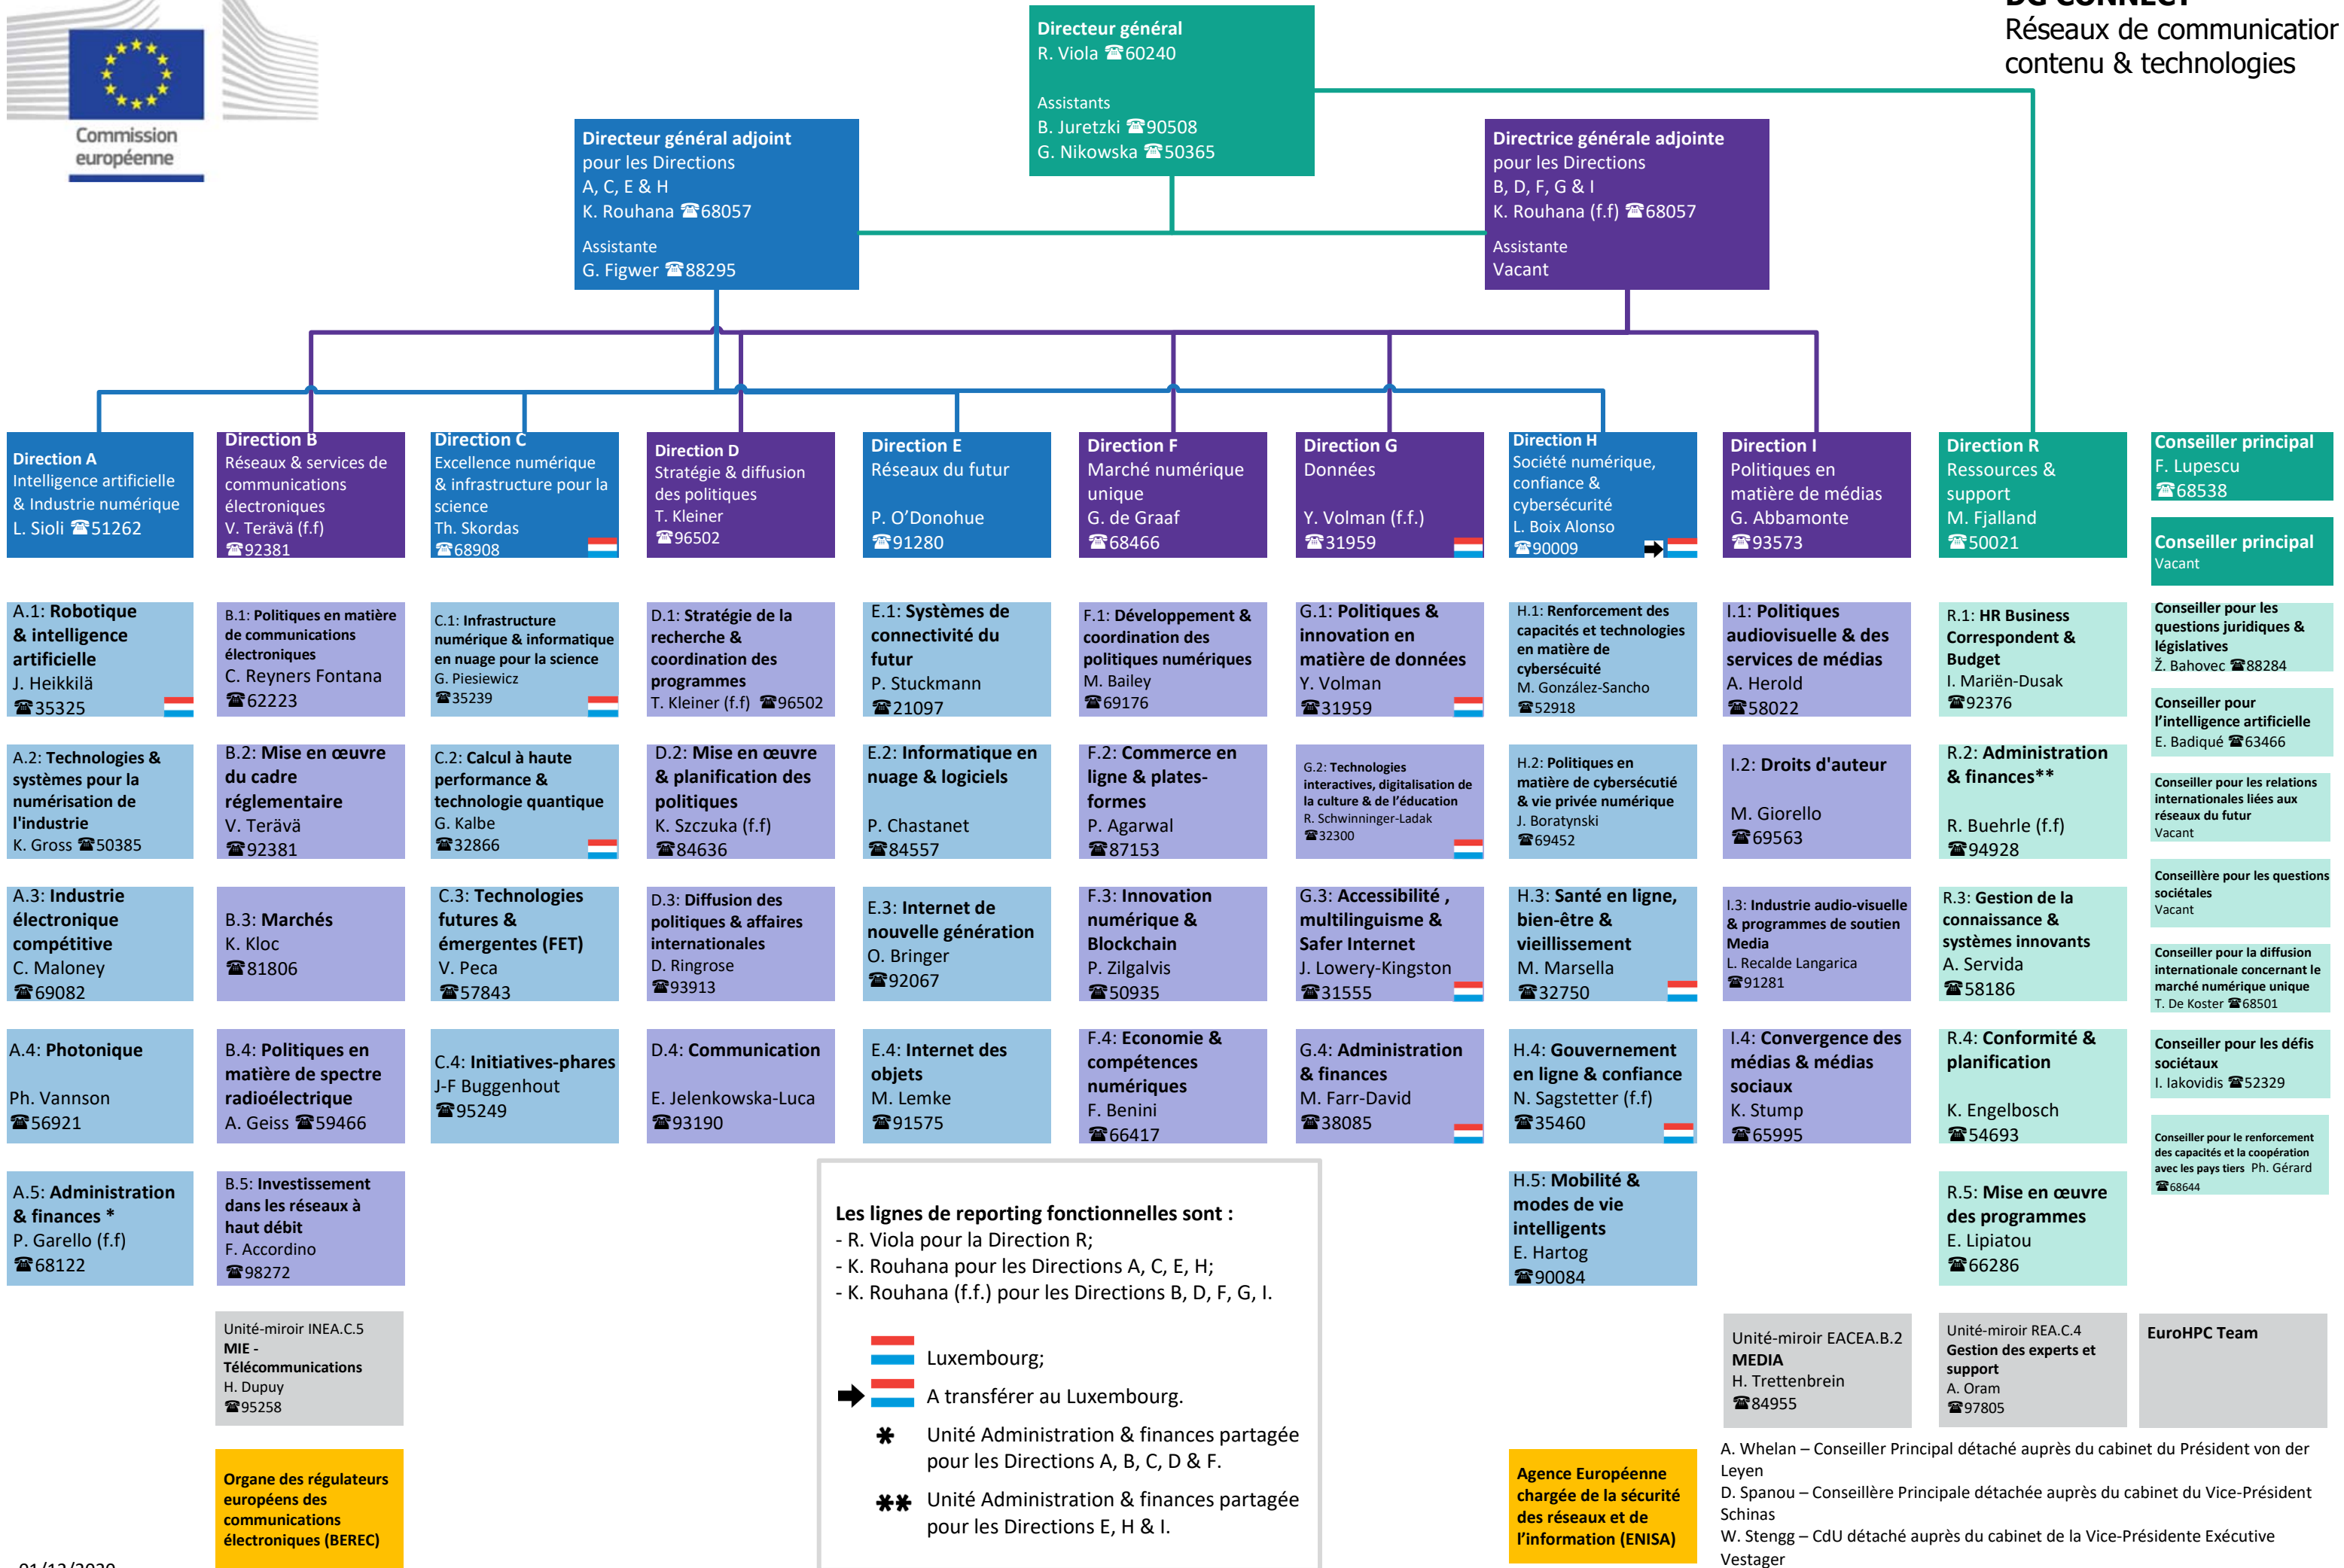 DG CONNECT
Réseaux de communication
contenu & technologies
Commission
européenne
Directeur général
R. Viola ☎60240
Assistants
B. Juretzki ☎90508
G. Nikowska ☎50365
Directeur général adjoint
pour les Directions
A, C, E & H
K. Rouhana ☎68057
Assistante
G. Figwer ☎88295
Directrice générale adjointe
pour les Directions
B, D, F, G & I
K. Rouhana (f.f) ☎68057
Assistante
Vacant
Direction A
Intelligence artificielle
& Industrie numérique
L. Sioli ☎51262
Direction B
Réseaux & services de
communications
électroniques
V. Terävä (f.f)
☎92381
Direction C
Excellence numérique
& infrastructure pour la
science
Th. Skordas
☎68908
Direction D
Stratégie & diffusion
des politiques
T. Kleiner
☎96502
Direction E
Réseaux du futur
P. O’Donohue
☎91280
Direction F
Marché numérique
unique
G. de Graaf
☎68466
Direction G
Données
Y. Volman (f.f.)
☎31959
Direction H
Société numérique,
confiance &
cybersécurité
L. Boix Alonso
☎90009
Direction I
Politiques en
matière de médias
G. Abbamonte
☎93573
Direction R
Ressources &
support
M. Fjalland
☎50021
Conseiller principal
F. Lupescu
☎68538
Conseiller principal
Vacant
A.1: Robotique
& intelligence
artificielle
J. Heikkilä
☎35325
B.1: Politiques en matière
de communications
électroniques
C. Reyners Fontana
☎62223
C.1: Infrastructure
numérique & informatique
en nuage pour la science
G. Piesiewicz
☎35239
D.1: Stratégie de la
recherche &
coordination des
programmes
T. Kleiner (f.f) ☎96502
E.1: Systèmes de
connectivité du
futur
P. Stuckmann
☎21097
F.1: Développement &
coordination des
politiques numériques
M. Bailey
☎69176
G.1: Politiques &
innovation en
matière de données
Y. Volman
☎31959
H.1: Renforcement des
capacités et technologies
en matière de
cybersécuité
M. González-Sancho
☎52918
I.1: Politiques
audiovisuelle & des
services de médias
A. Herold
☎58022
R.1: HR Business
Correspondent &
Budget
I. Mariën-Dusak
☎92376
Conseiller pour les
questions juridiques &
législatives
Ž. Bahovec ☎88284
Conseiller pour
l’intelligence artificielle
E. Badiqué ☎63466
A.2: Technologies &
systèmes pour la
numérisation de
l'industrie
K. Gross ☎50385
B.2: Mise en œuvre
du cadre
réglementaire
V. Terävä
☎92381
C.2: Calcul à haute
performance &
technologie quantique
G. Kalbe
☎32866
D.2: Mise en œuvre
& planification des
politiques
K. Szczuka (f.f)
☎84636
E.2: Informatique en
nuage & logiciels
P. Chastanet
☎84557
F.2: Commerce en
ligne & plates-
formes
P. Agarwal
☎87153
G.2: Technologies
interactives, digitalisation de
la culture & de l’éducation
R. Schwinninger-Ladak
☎32300
H.2: Politiques en
matière de cybersécutié
& vie privée numérique
J. Boratynski
☎69452
I.2: Droits d'auteur
M. Giorello
☎69563
R.2: Administration
& finances**
R. Buehrle (f.f)
☎94928
Conseiller pour les relations
internationales liées aux
réseaux du futur
Vacant
Conseillère pour les questions
sociétales
Vacant
A.3: Industrie
électronique
compétitive
C. Maloney
☎69082
B.3: Marchés
K. Kloc
☎81806
C.3: Technologies
futures &
émergentes (FET)
V. Peca
☎57843
D.3: Diffusion des
politiques & affaires
internationales
D. Ringrose
☎93913
E.3: Internet de
nouvelle génération
O. Bringer
☎92067
F.3: Innovation
numérique &
Blockchain
P. Zilgalvis
☎50935
G.3: Accessibilité ,
multilinguisme &
Safer Internet
J. Lowery-Kingston
☎31555
H.3: Santé en ligne,
bien-être &
vieillissement
M. Marsella
☎32750
I.3: Industrie audio-visuelle
& programmes de soutien
Media
L. Recalde Langarica
☎91281
R.3: Gestion de la
connaissance &
systèmes innovants
A. Servida
☎58186
Conseiller pour la diffusion
internationale concernant le
marché numérique unique
T. De Koster ☎68501
A.4: Photonique
Ph. Vannson
☎56921
B.4: Politiques en
matière de spectre
radioélectrique
A. Geiss ☎59466
C.4: Initiatives-phares
J-F Buggenhout
☎95249
D.4: Communication
E. Jelenkowska-Luca
☎93190
E.4: Internet des
objets
M. Lemke
☎91575
F.4: Economie &
compétences
numériques
F. Benini
☎66417
G.4: Administration
& finances
M. Farr-David
☎38085
H.4: Gouvernement
en ligne & confiance
N. Sagstetter (f.f)
☎35460
I.4: Convergence des
médias & médias
sociaux
K. Stump
☎65995
R.4: Conformité &
planification
K. Engelbosch
☎54693
Conseiller pour les défis
sociétaux
I. Iakovidis ☎52329
Conseiller pour le renforcement
des capacités et la coopération
avec les pays tiers Ph. Gérard
☎68644
A.5: Administration
& finances *
P. Garello (f.f)
☎68122
B.5: Investissement
dans les réseaux à
haut débit
F. Accordino
☎98272
H.5: Mobilité &
modes de vie
intelligents
E. Hartog
☎90084
R.5: Mise en œuvre
des programmes
E. Lipiatou
☎66286
Les lignes de reporting fonctionnelles sont :
- R. Viola pour la Direction R;
- K. Rouhana pour les Directions A, C, E, H;
- K. Rouhana (f.f.) pour les Directions B, D, F, G, I.
Luxembourg;
A transférer au Luxembourg.
* Unité Administration & finances partagée
pour les Directions A, B, C, D & F.
** Unité Administration & finances partagée
pour les Directions E, H & I.
Unité-miroir INEA.C.5
MIE -
Télécommunications
H. Dupuy
☎95258
Unité-miroir EACEA.B.2
MEDIA
H. Trettenbrein
☎84955
Unité-miroir REA.C.4
Gestion des experts et
support
A. Oram
☎97805
EuroHPC Team
Organe des régulateurs
européens des
communications
électroniques (BEREC)
Agence Européenne
chargée de la sécurité
des réseaux et de
l’information (ENISA)
A. Whelan – Conseiller Principal détaché auprès du cabinet du Président von der
Leyen
D. Spanou – Conseillère Principale détachée auprès du cabinet du Vice-Président
Schinas
W. Stengg – CdU détaché auprès du cabinet de la Vice-Présidente Exécutive
Vestager